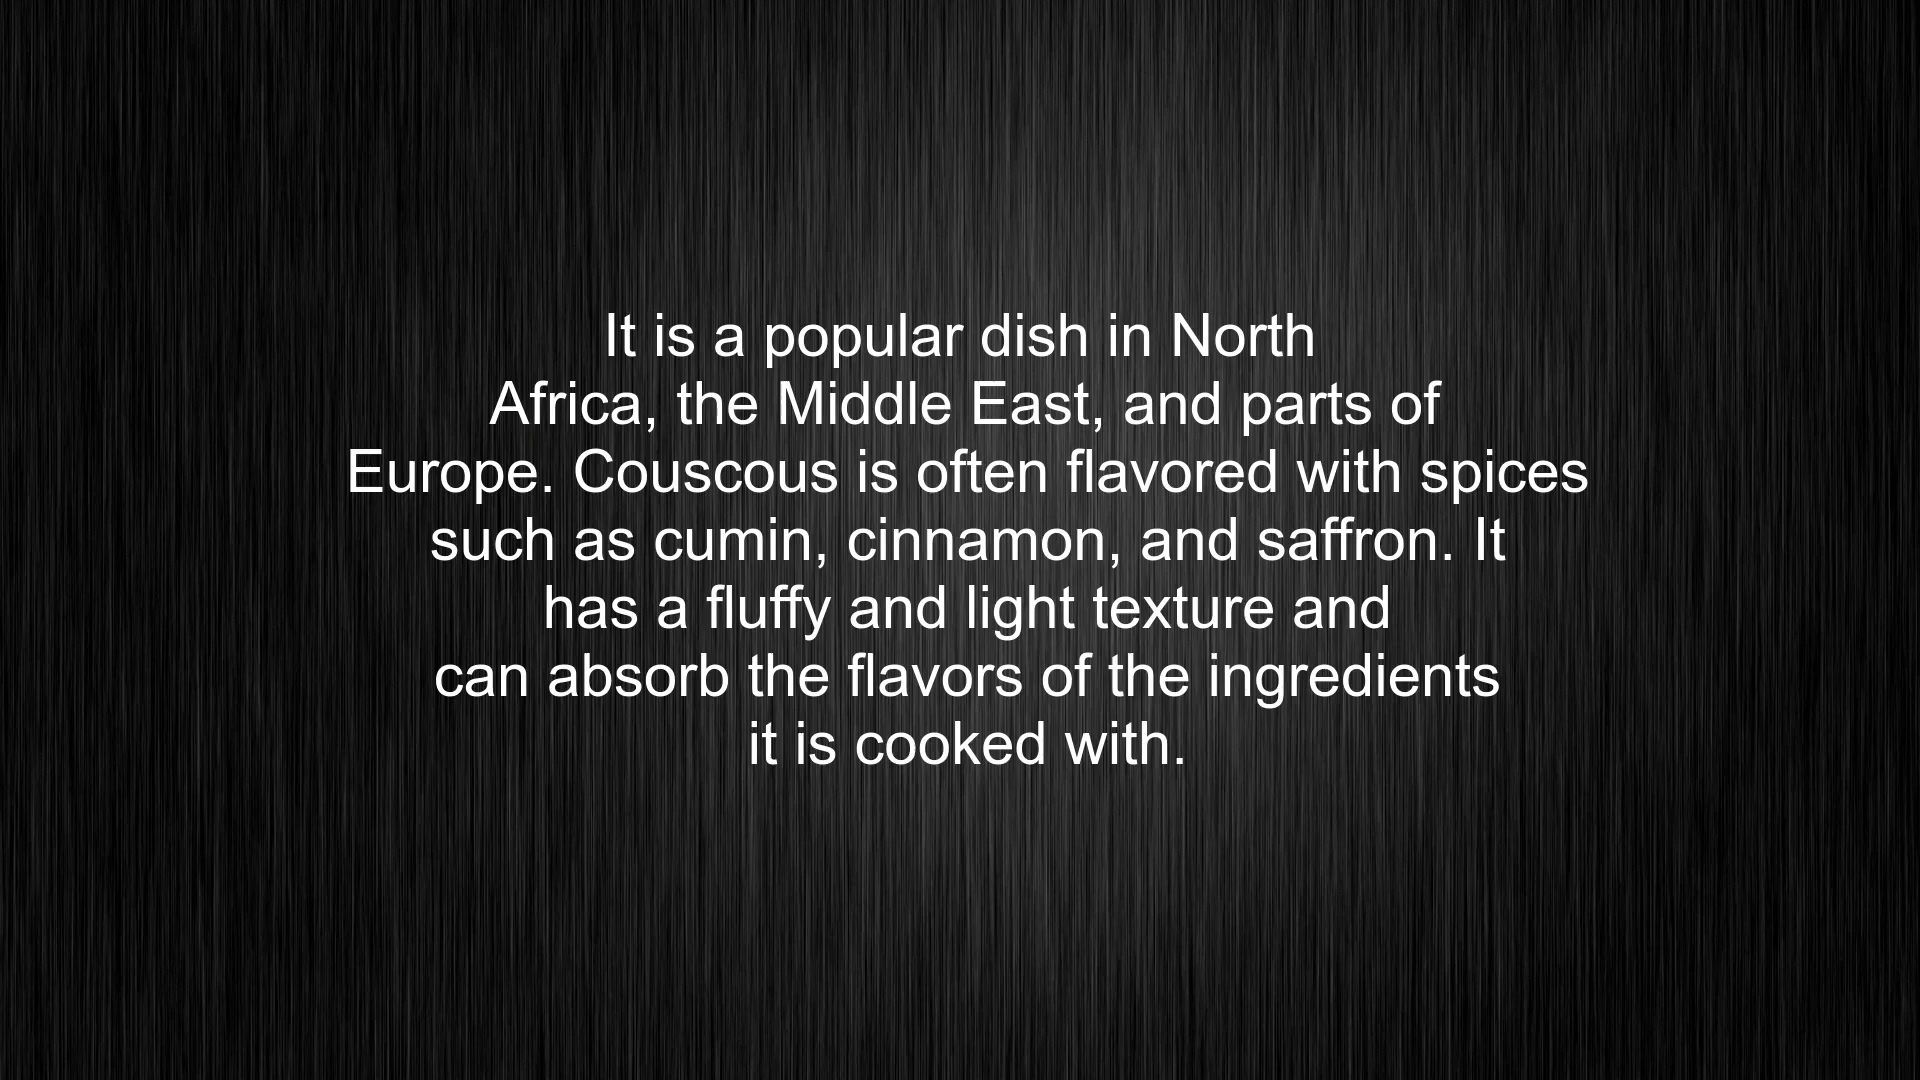 It is a popular dish in North
Africa, the Middle East, and parts of
Europe. Couscous is often flavored with spices
such as cumin, cinnamon, and saffron. It
has a fluffy and light texture and
can absorb the flavors of the ingredients
it is cooked with.